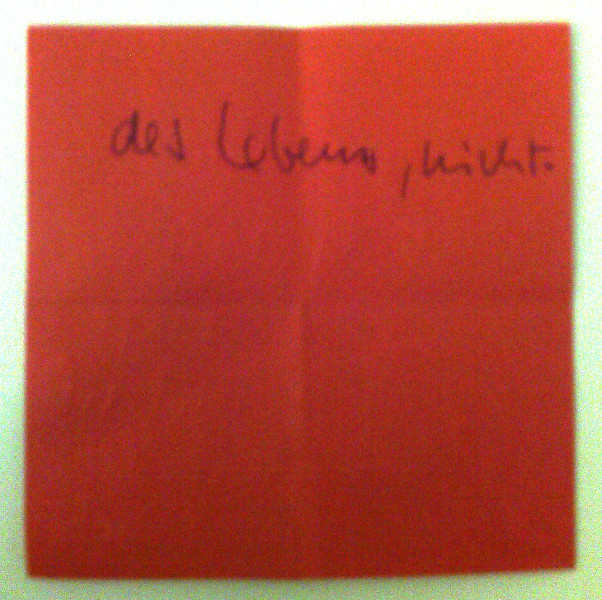 des Lebens, nicht.